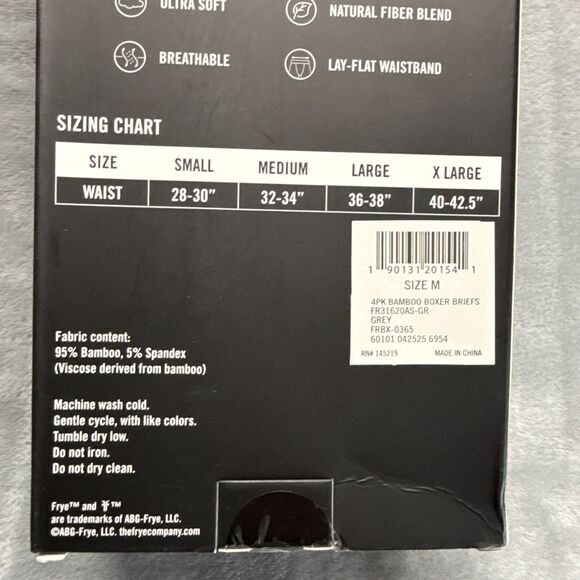 ULTRA SOFT
NATURAL FIBER BLEND
BREATHABLE
LAY-FLAT WAISTBAND
SIZING CHART
SIZE SMALL MEDIUM LARGE X LARGE
WAIST 28-30" 32-34" 36-38" 40-42.5"
1 90131 20154 1
SIZE M
4PK BAMBOO BOXER BRIEFS
FR31620AS-GR
GREY
FRBX-0365
60101 042525 6954
RN# 145219 MADE IN CHINA
Fabric content:
95% Bamboo, 5% Spandex
(Viscose derived from bamboo)
Machine wash cold.
Gentle cycle, with like colors.
Tumble dry low.
Do not iron.
Do not dry clean.
Frye™ and F™
are trademarks of ABG-Frye, LLC.
©ABG-Frye, LLC. thefryecompany.com